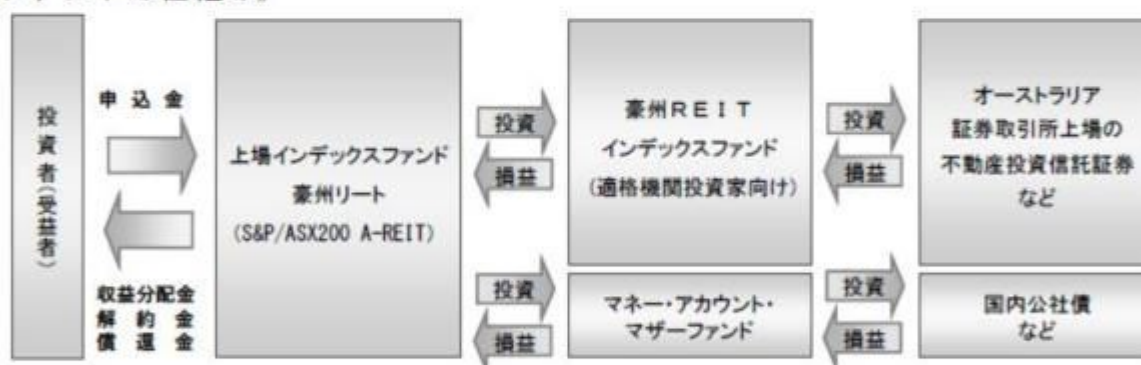 投資者(受益者)
申込金
収益分配金
解約金
償還金
上場インデックスファンド
豪州リート
(S&P/ASX200 A-REIT)
投資
損益
豪州REIT
インデックスファンド
(適格機関投資家向け)
投資
損益
オーストラリア
証券取引所上場の
不動産投資信託証券
など
投資
損益
マネー・アカウント・
マザーファンド
投資
損益
国内公社債
など